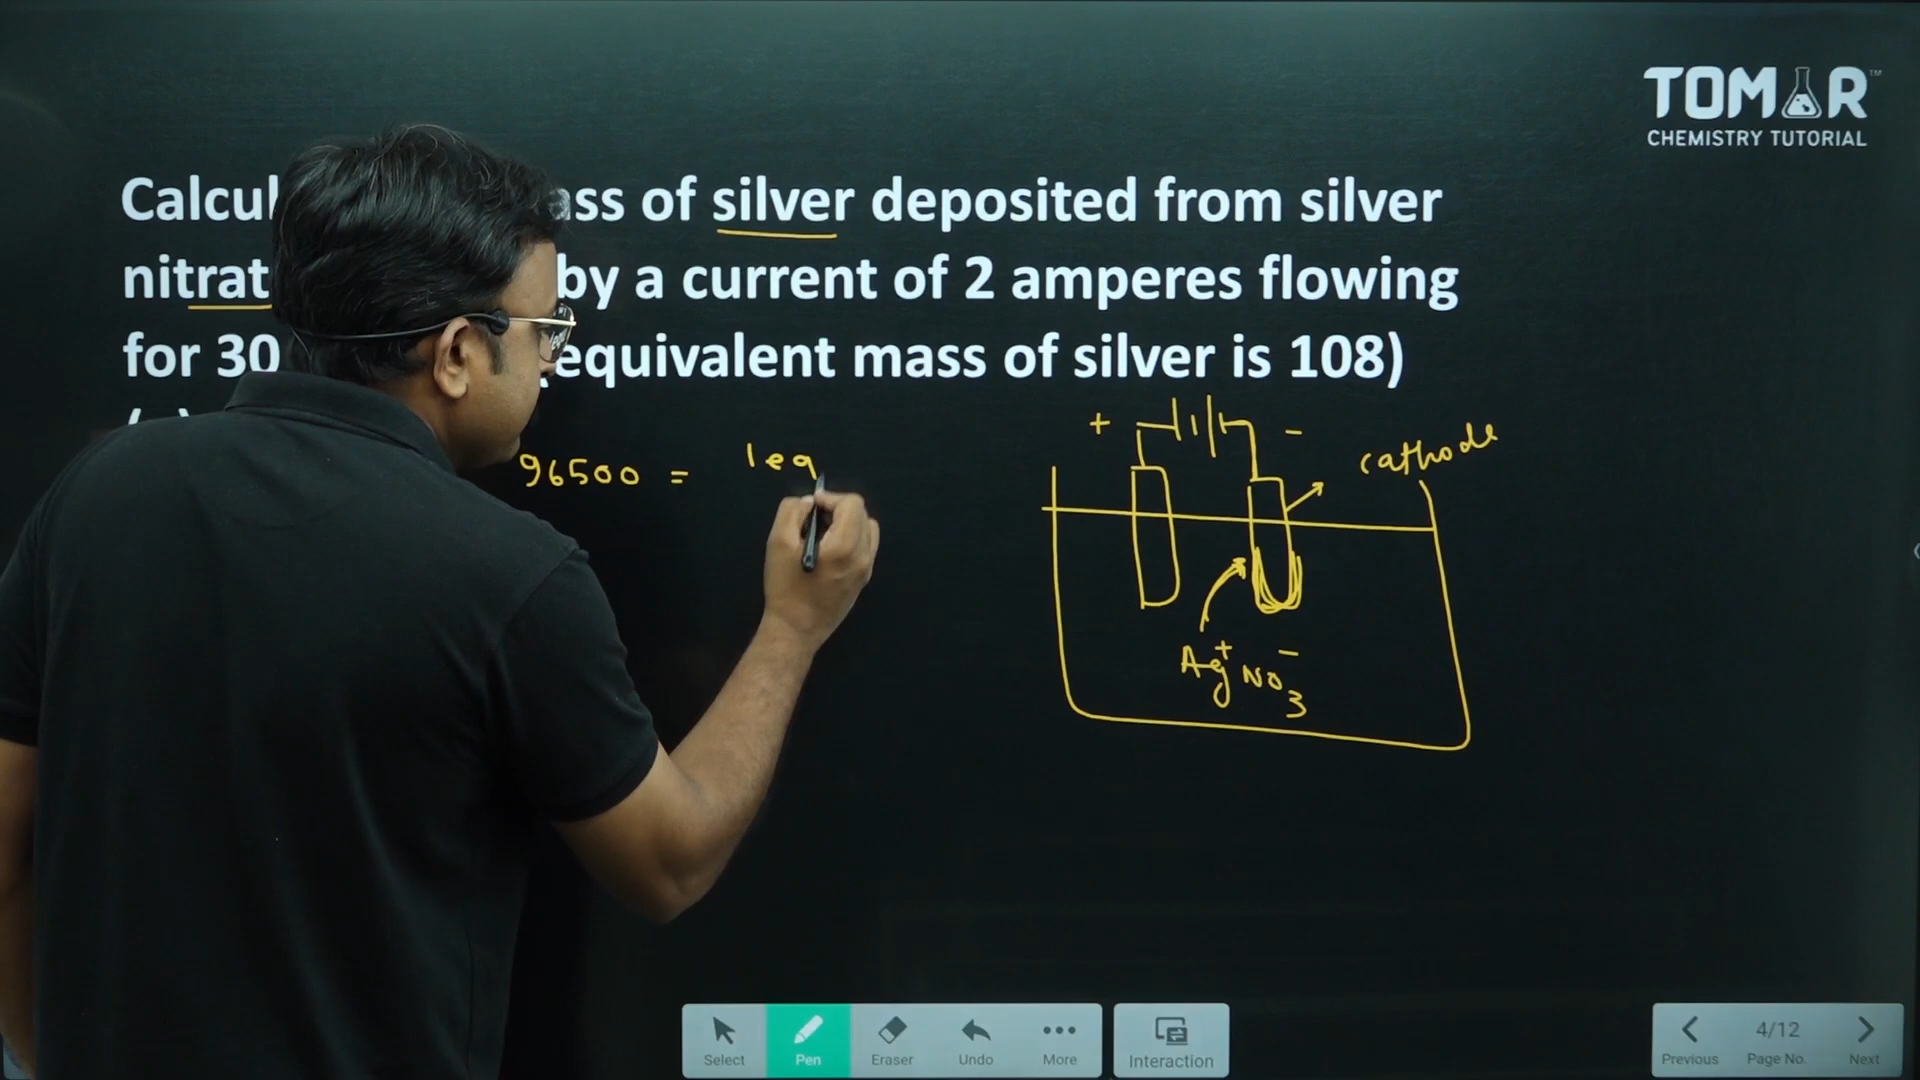 TOMAR™
CHEMISTRY TUTORIAL
Calcul ass of silver deposited from silver
nitrat by a current of 2 amperes flowing
for 30 equivalent mass of silver is 108)
+ - cathode
96500 = 1eq
Ag+ NO3-
Select Pen Eraser Undo More Interaction
Previous 4/12 Page No. Next